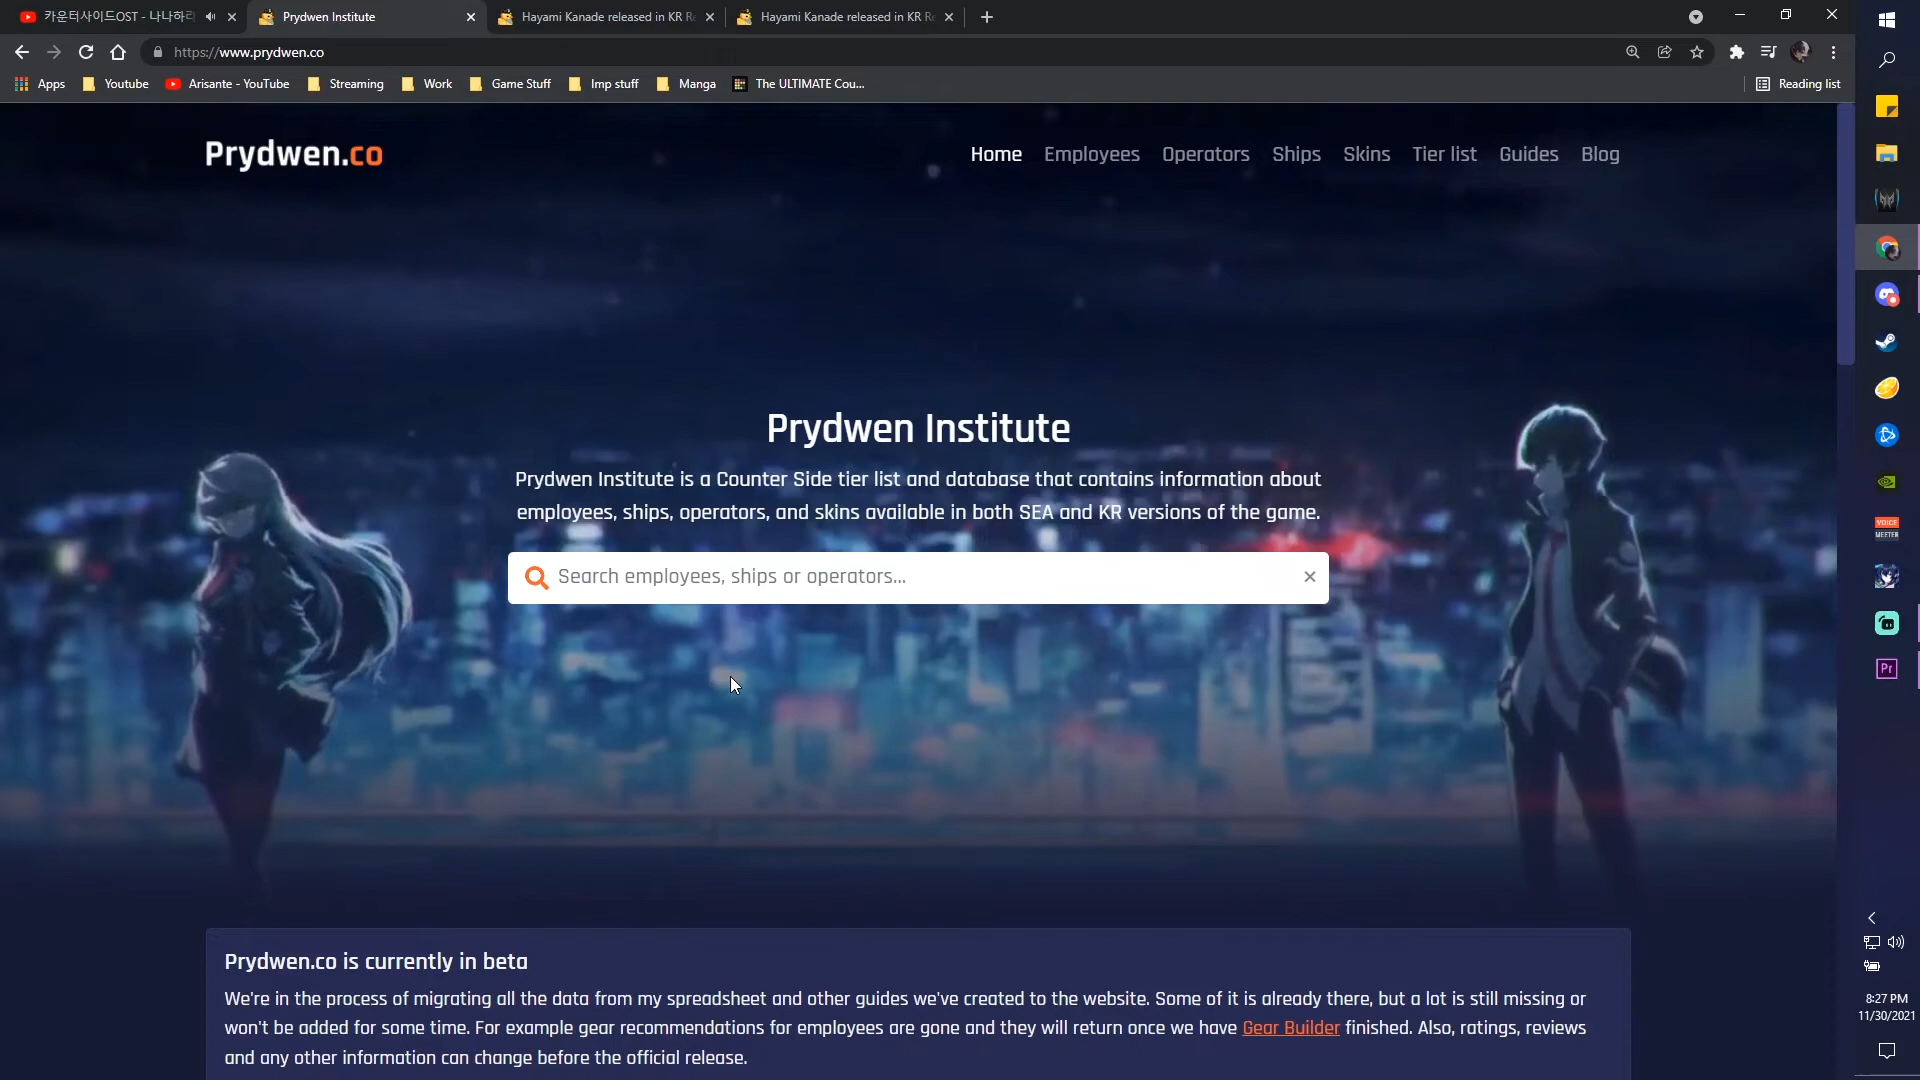 카운터사이드OST - 나나하라
Prydwen Institute
Hayami Kanade released in KR Re
Hayami Kanade released in KR Re
https://www.prydwen.co
Apps
Youtube
Arisante - YouTube
Streaming
Work
Game Stuff
Imp stuff
Manga
The ULTIMATE Cou...
Reading list
Prydwen.co
Home
Employees
Operators
Ships
Skins
Tier list
Guides
Blog
Prydwen Institute
Prydwen Institute is a Counter Side tier list and database that contains information about
employees, ships, operators, and skins available in both SEA and KR versions of the game.
Search employees, ships or operators...
Prydwen.co is currently in beta
We're in the process of migrating all the data from my spreadsheet and other guides we've created to the website. Some of it is already there, but a lot is still missing or
won't be added for some time. For example gear recommendations for employees are gone and they will return once we have Gear Builder finished. Also, ratings, reviews
and any other information can change before the official release.
VOICE
MEETER
Pr
8:27 PM
11/30/2021